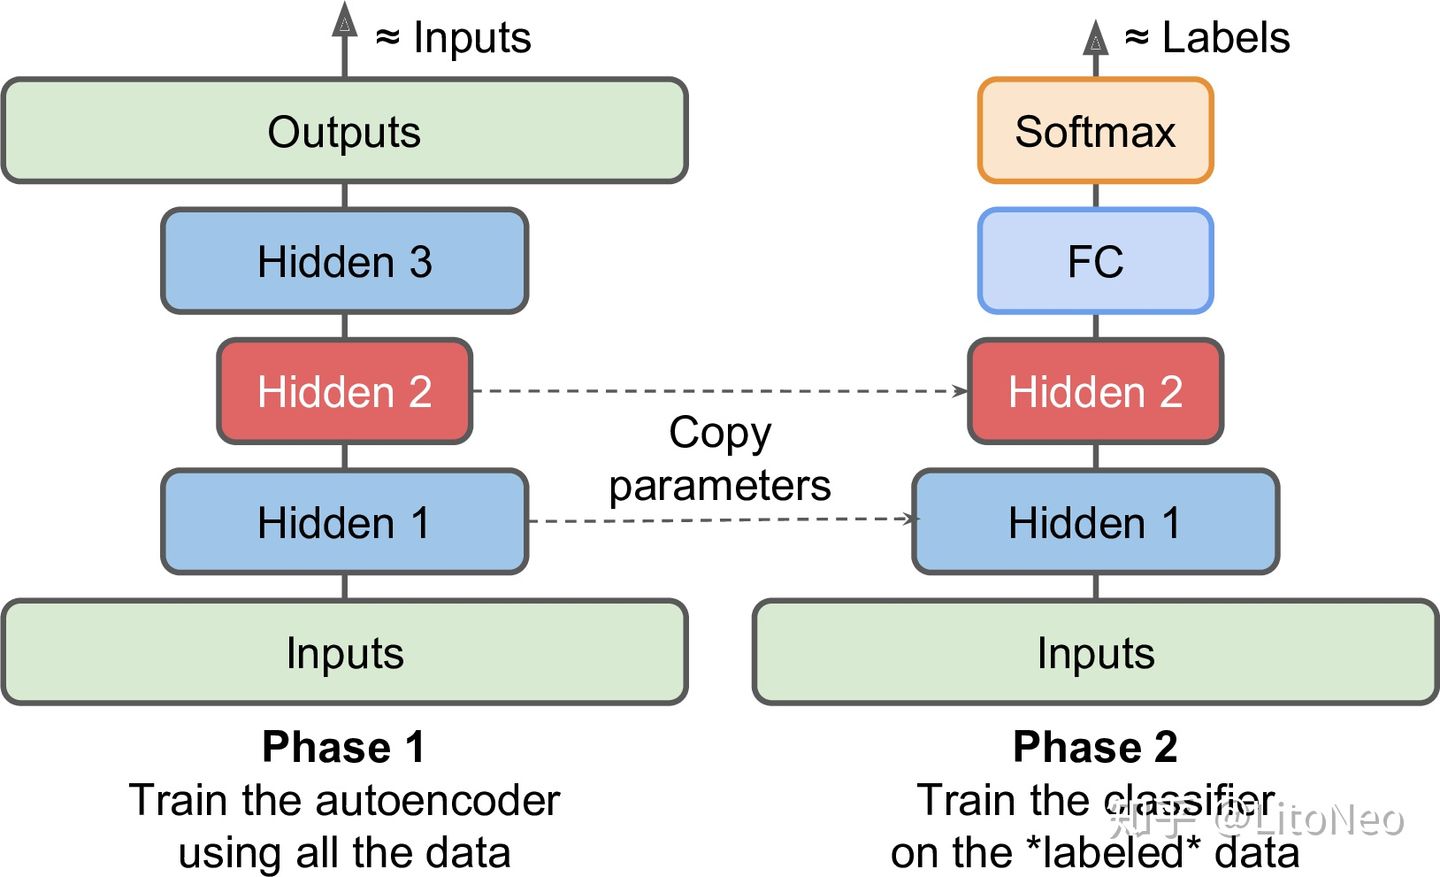 ≈ Inputs
Outputs
Hidden 3
Hidden 2
Hidden 1
Inputs
Phase 1
Train the autoencoder
using all the data
Copy
parameters
≈ Labels
Softmax
FC
Hidden 2
Hidden 1
Inputs
Phase 2
Train the classifier
on the *labeled* data
知乎 @LitoNeo